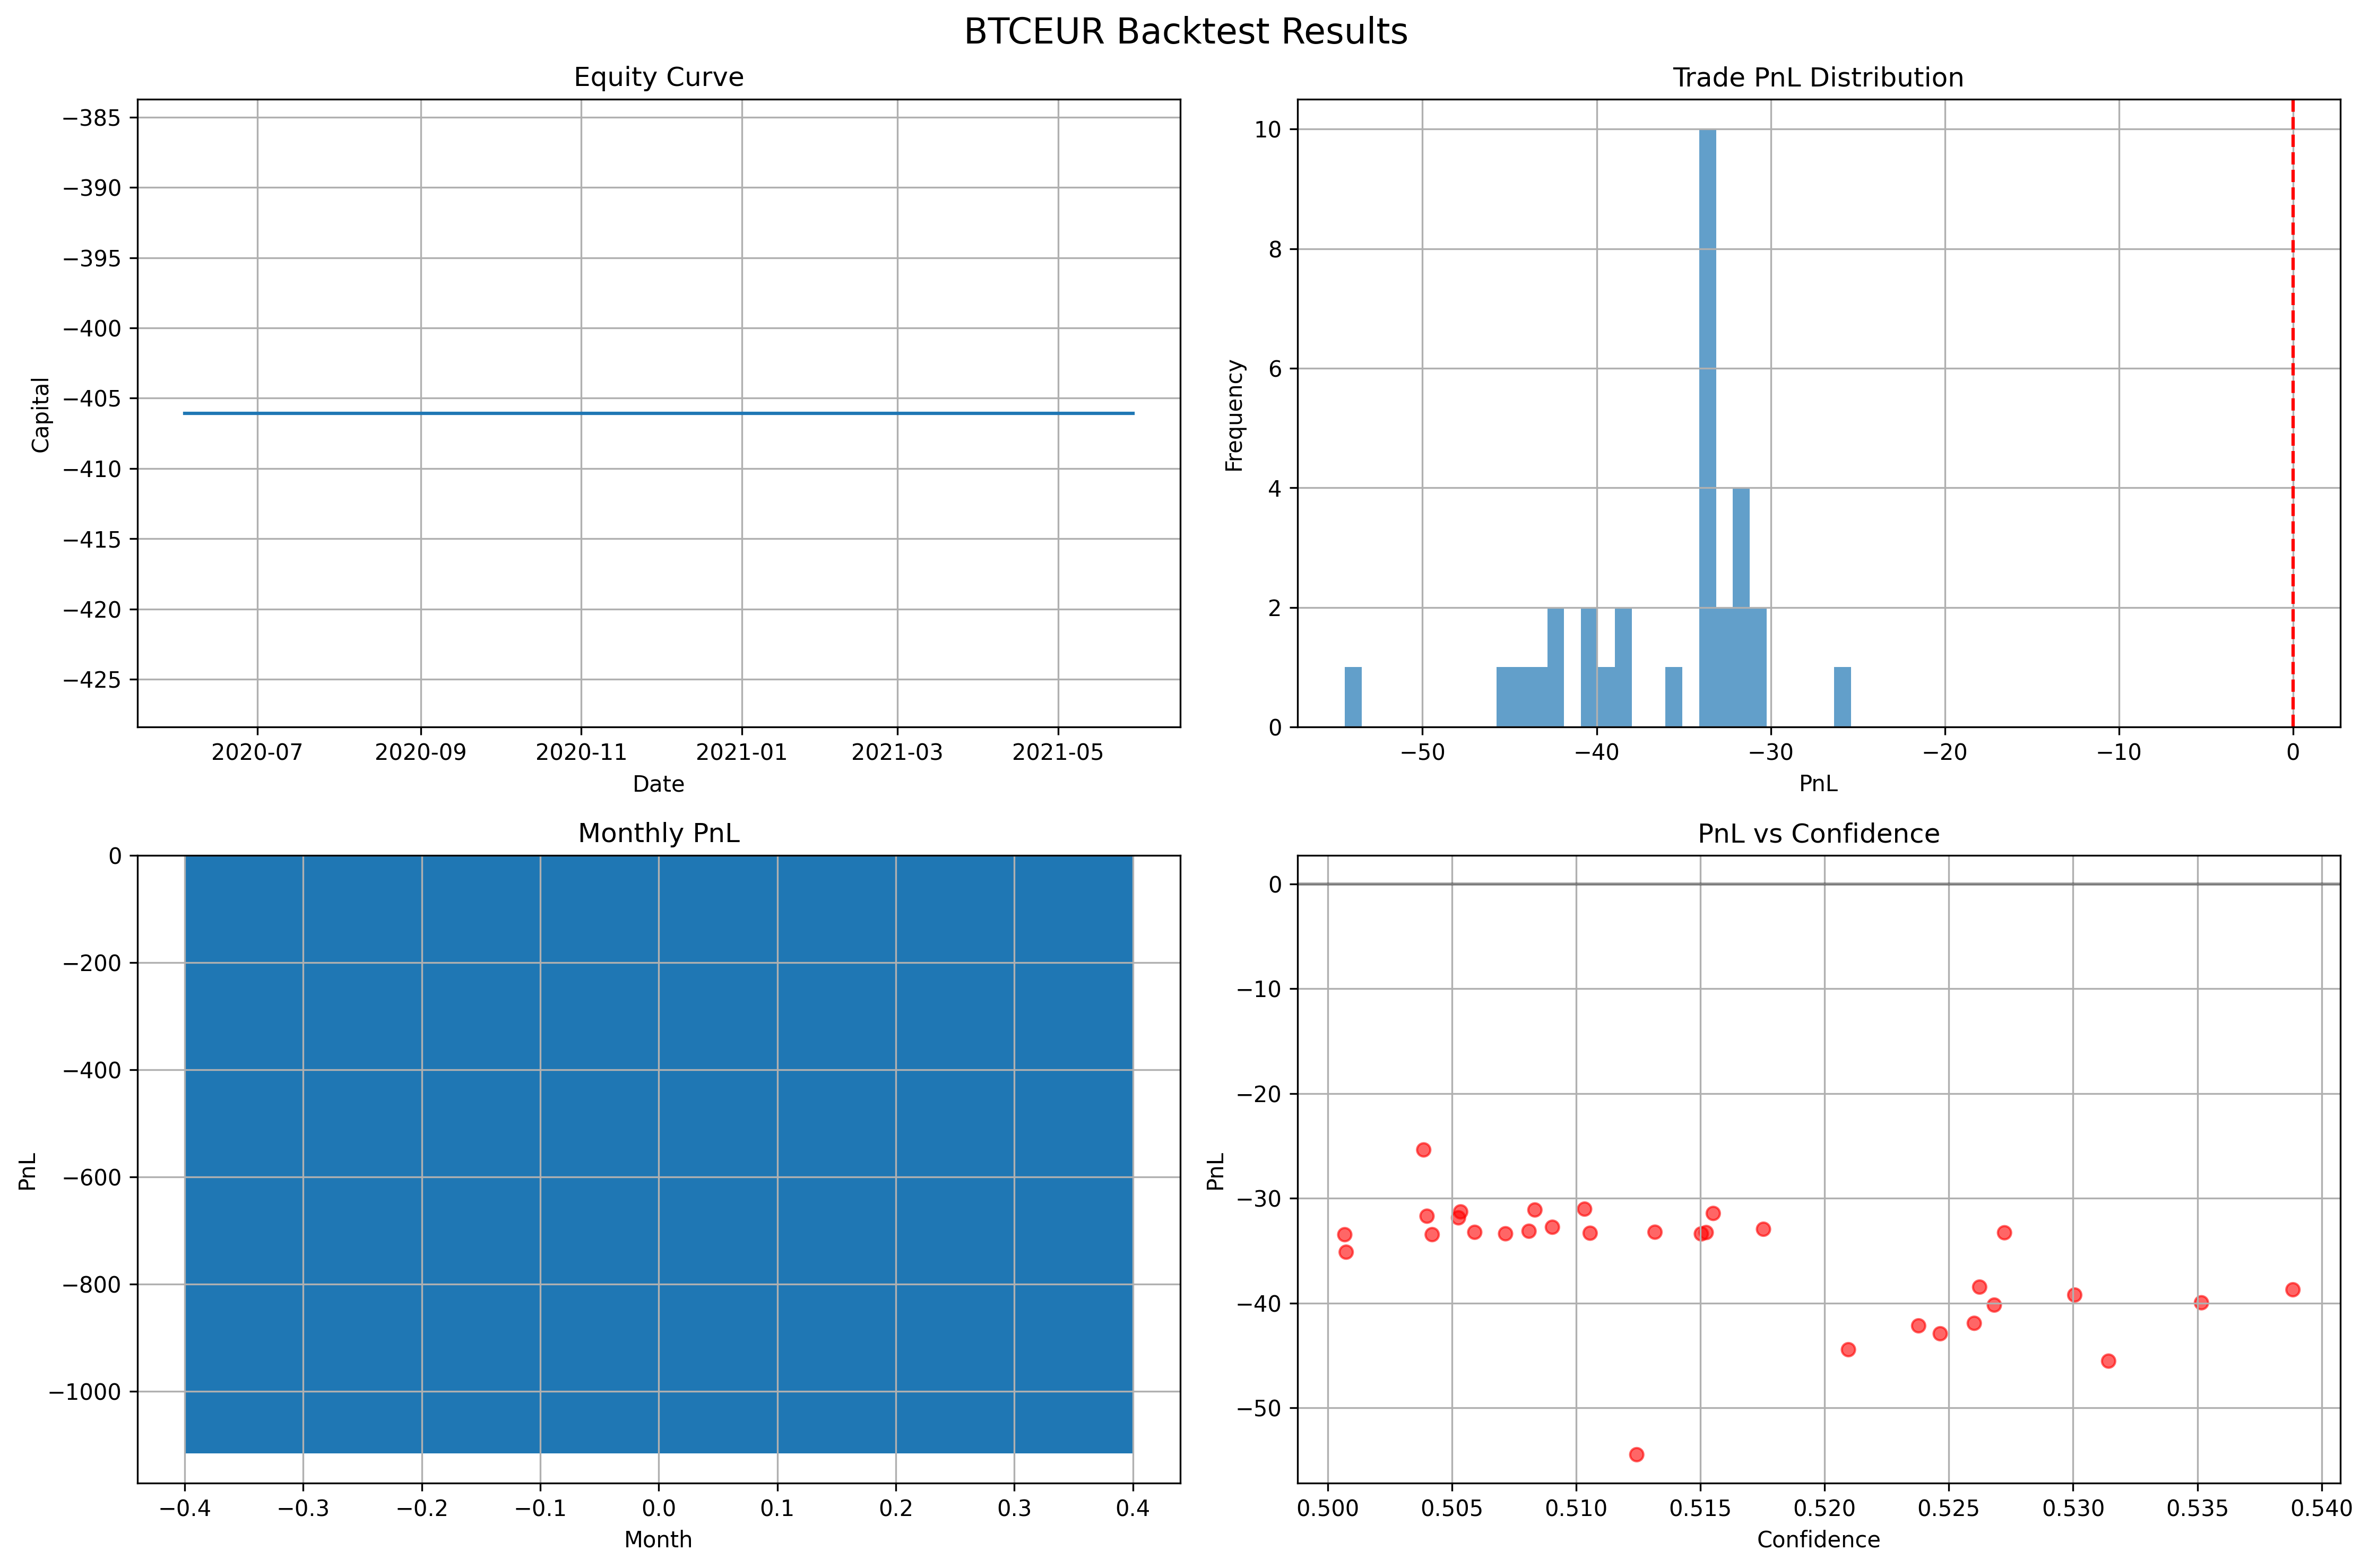 BTCEUR Backtest Results
Equity Curve
−385
−390
−395
−400
−405
−410
−415
−420
−425
Capital
2020-07 2020-09 2020-11 2021-01 2021-03 2021-05
Date
Trade PnL Distribution
10
8
6
4
2
0
Frequency
−50 −40 −30 −20 −10 0
PnL
Monthly PnL
0
−200
−400
−600
−800
−1000
PnL
−0.4 −0.3 −0.2 −0.1 0.0 0.1 0.2 0.3 0.4
Month
PnL vs Confidence
0
−10
−20
−30
−40
−50
PnL
0.500 0.505 0.510 0.515 0.520 0.525 0.530 0.535 0.540
Confidence